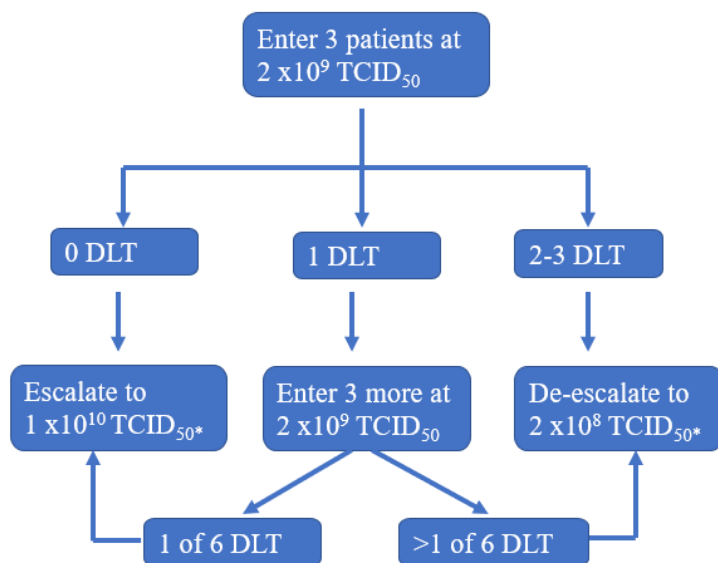 Enter 3 patients at
2 x10⁹ TCID₅₀
0 DLT
1 DLT
2-3 DLT
Escalate to
1 x10¹⁰ TCID₅₀*
Enter 3 more at
2 x10⁹ TCID₅₀
De-escalate to
2 x10⁸ TCID₅₀*
1 of 6 DLT
>1 of 6 DLT